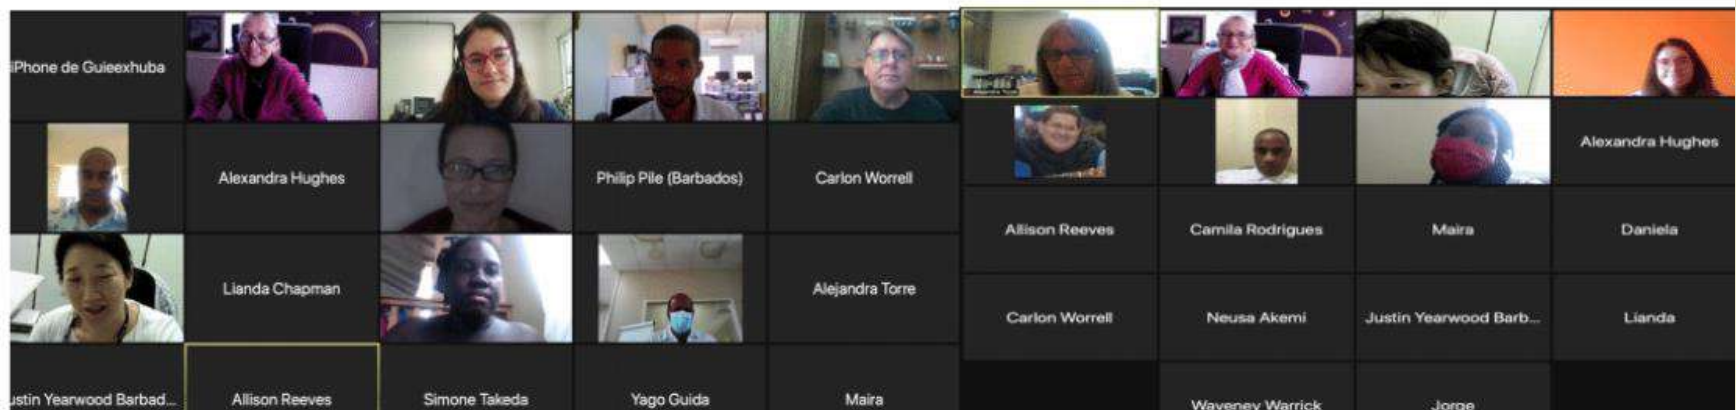 iPhone de Guieexhuba
Alexandra Hughes
Philip Pile (Barbados)
Carlon Worrell
Lianda Chapman
Alejandra Torre
ustin Yearwood Barbad...
Allison Reeves
Simone Takeda
Yago Guida
Maira
Alejandra Torre
Alexandra Hughes
Allison Reeves
Camila Rodrigues
Maira
Daniela
Carlon Worrell
Neusa Akemi
Justin Yearwood Barb...
Lianda
Waveney Warrick
Jorge